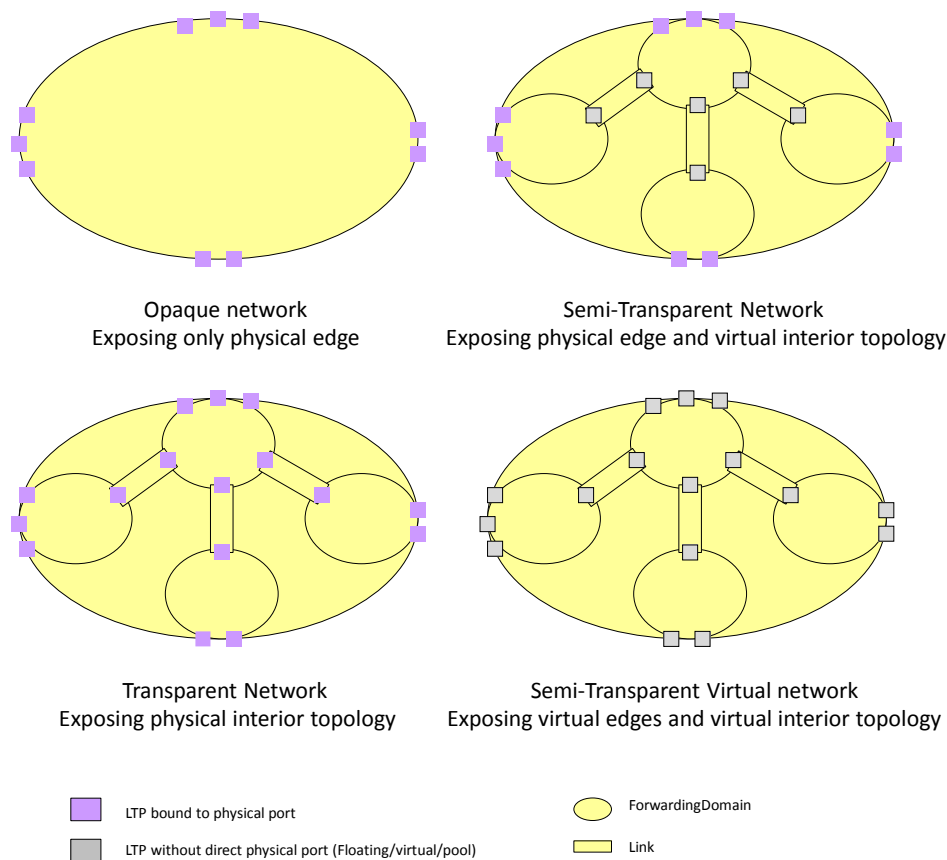 Opaque network
Exposing only physical edge
Semi-Transparent Network
Exposing physical edge and virtual interior topology
Transparent Network
Exposing physical interior topology
Semi-Transparent Virtual network
Exposing virtual edges and virtual interior topology
LTP bound to physical port
ForwardingDomain
LTP without direct physical port (Floating/virtual/pool)
Link